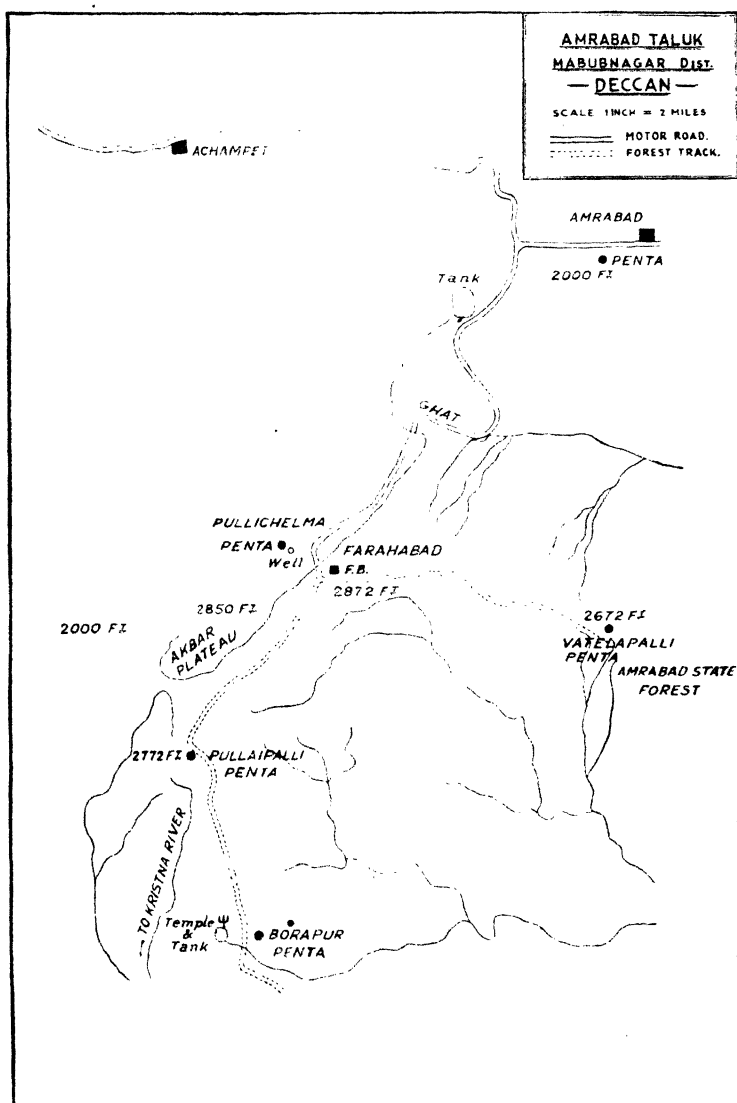 AMRABAD TALUK
MABUBNAGAR DIST.
— DECCAN —
SCALE 1 INCH = 2 MILES
MOTOR ROAD.
FOREST TRACK.
ACHAMPET
AMRABAD
PENTA
2000 FT
Tank
GHAT
PULLICHELMA
PENTA
Well
FARAHABAD
F.B.
2872 FT
2850 FT
2000 FT
AKBAR
PLATEAU
2672 FT
VATELAPALLI
PENTA
AMRABAD STATE
FOREST
2772 FT
PULLAIPALLI
PENTA
→ TO KRISTNA RIVER
Temple
&
Tank
BORAPUR
PENTA